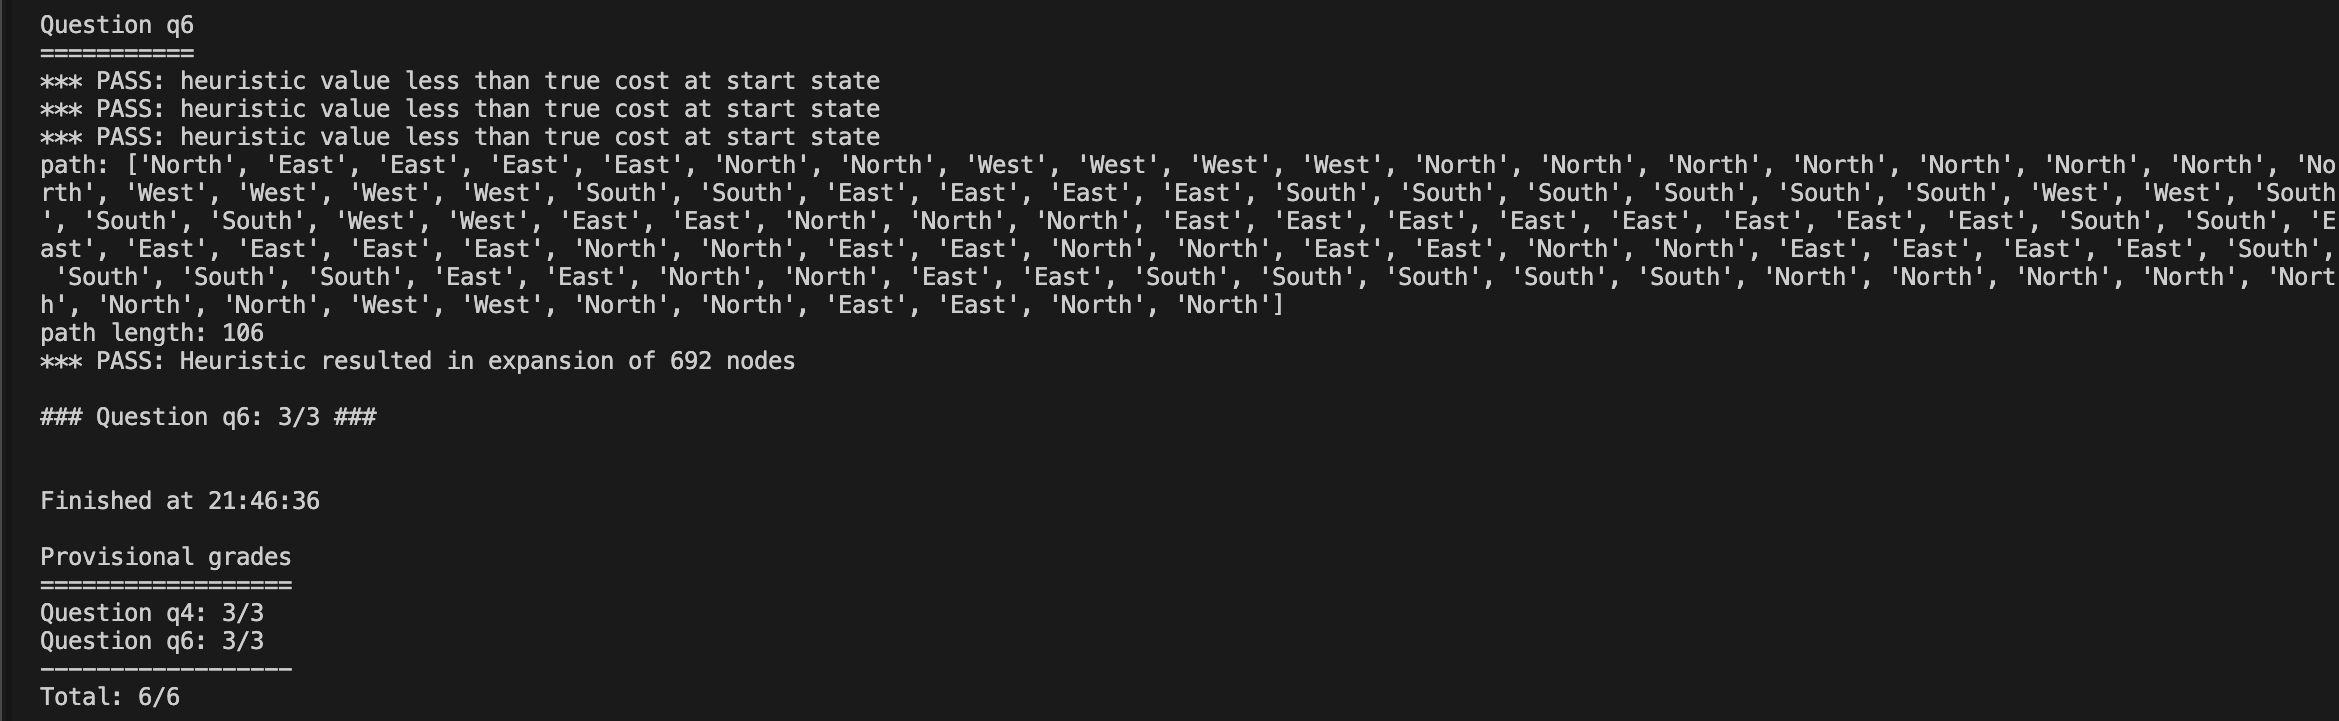 Question q6
===========
*** PASS: heuristic value less than true cost at start state
*** PASS: heuristic value less than true cost at start state
*** PASS: heuristic value less than true cost at start state
path: ['North', 'East', 'East', 'East', 'East', 'North', 'North', 'West', 'West', 'West', 'West', 'North', 'North', 'North', 'North', 'North', 'North', 'North', 'No
rth', 'West', 'West', 'West', 'West', 'South', 'South', 'East', 'East', 'East', 'East', 'South', 'South', 'South', 'South', 'South', 'South', 'West', 'West', 'South
', 'South', 'South', 'West', 'West', 'East', 'East', 'North', 'North', 'North', 'East', 'East', 'East', 'East', 'East', 'East', 'East', 'East', 'South', 'South', 'E
ast', 'East', 'East', 'East', 'East', 'North', 'North', 'East', 'East', 'North', 'North', 'East', 'East', 'North', 'North', 'East', 'East', 'East', 'East', 'South',
 'South', 'South', 'South', 'East', 'East', 'North', 'North', 'East', 'East', 'South', 'South', 'South', 'South', 'South', 'North', 'North', 'North', 'North', 'Nort
h', 'North', 'North', 'West', 'West', 'North', 'North', 'East', 'East', 'North', 'North']
path length: 106
*** PASS: Heuristic resulted in expansion of 692 nodes
### Question q6: 3/3 ###
Finished at 21:46:36
Provisional grades
==================
Question q4: 3/3
Question q6: 3/3
------------------
Total: 6/6